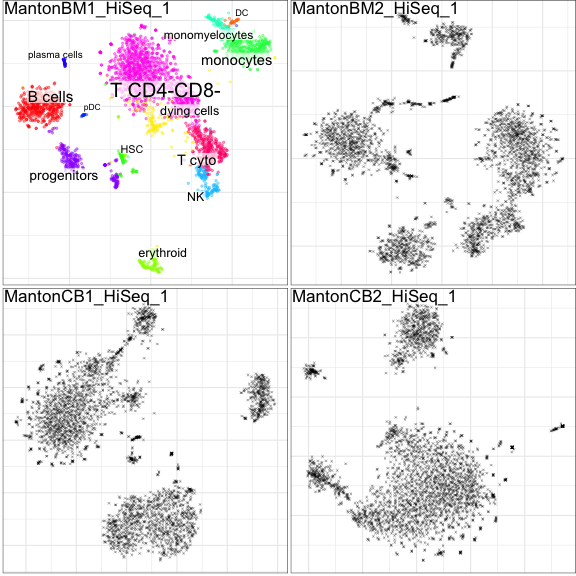 MantonBM1_HiSeq_1
DC
monomyelocytes
monocytes
plasma cells
T CD4-CD8-
B cells
pDC
dying cells
HSC
T cyto
progenitors
NK
erythroid
MantonBM2_HiSeq_1
MantonCB1_HiSeq_1
MantonCB2_HiSeq_1